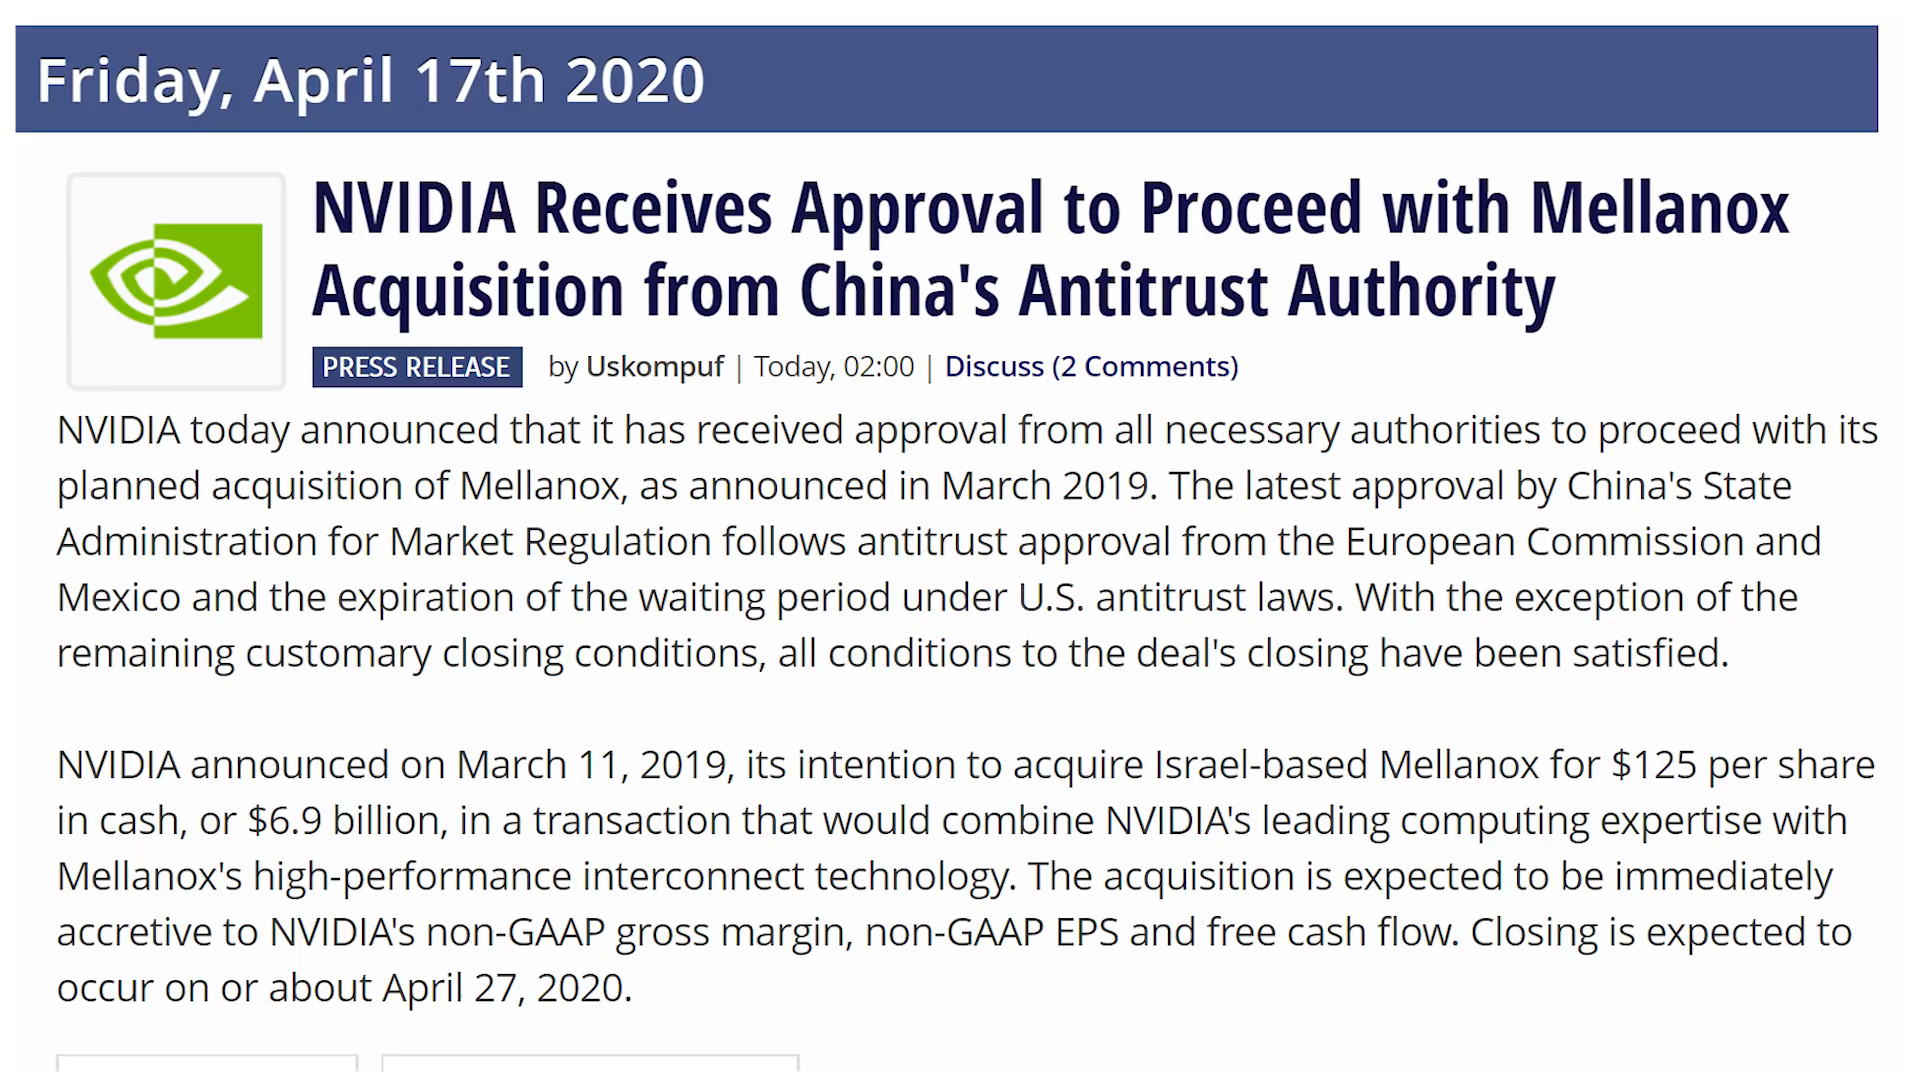 Friday, April 17th 2020
NVIDIA Receives Approval to Proceed with Mellanox
Acquisition from China's Antitrust Authority
PRESS RELEASE by Uskompuf | Today, 02:00 | Discuss (2 Comments)
NVIDIA today announced that it has received approval from all necessary authorities to proceed with its
planned acquisition of Mellanox, as announced in March 2019. The latest approval by China's State
Administration for Market Regulation follows antitrust approval from the European Commission and
Mexico and the expiration of the waiting period under U.S. antitrust laws. With the exception of the
remaining customary closing conditions, all conditions to the deal's closing have been satisfied.
NVIDIA announced on March 11, 2019, its intention to acquire Israel-based Mellanox for $125 per share
in cash, or $6.9 billion, in a transaction that would combine NVIDIA's leading computing expertise with
Mellanox's high-performance interconnect technology. The acquisition is expected to be immediately
accretive to NVIDIA's non-GAAP gross margin, non-GAAP EPS and free cash flow. Closing is expected to
occur on or about April 27, 2020.